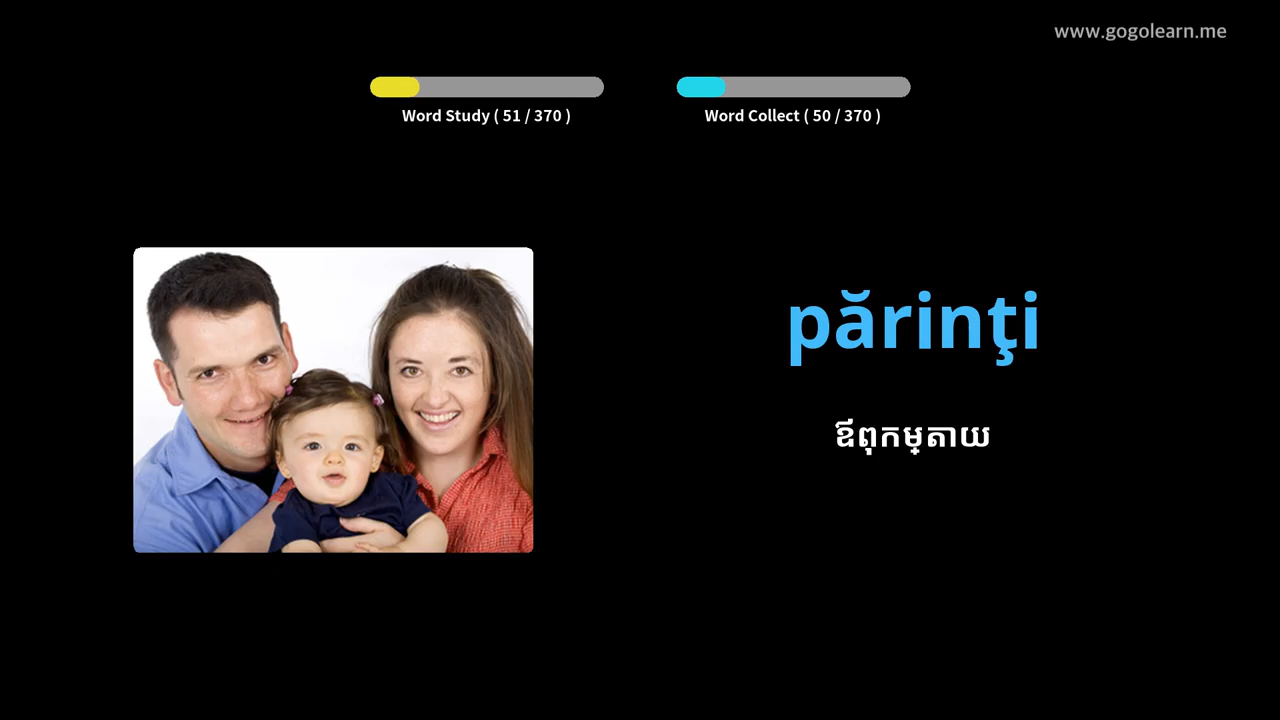 www.gogolearn.me
Word Study ( 51 / 370 )
Word Collect ( 50 / 370 )
părinţi
ឪពុកម្តាយ